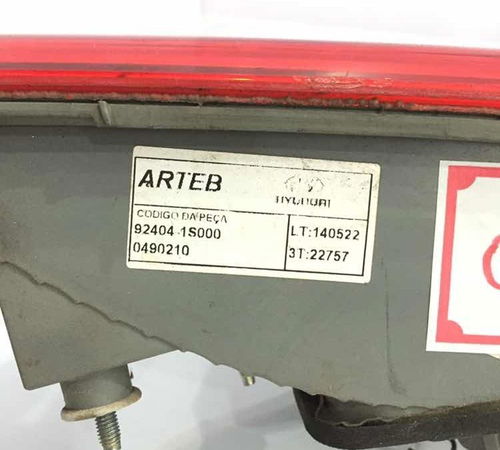 ARTEB
HYUNDAI
CODIGO DA PEÇA
92404-1S000
0490210
LT:140522
3T:22757